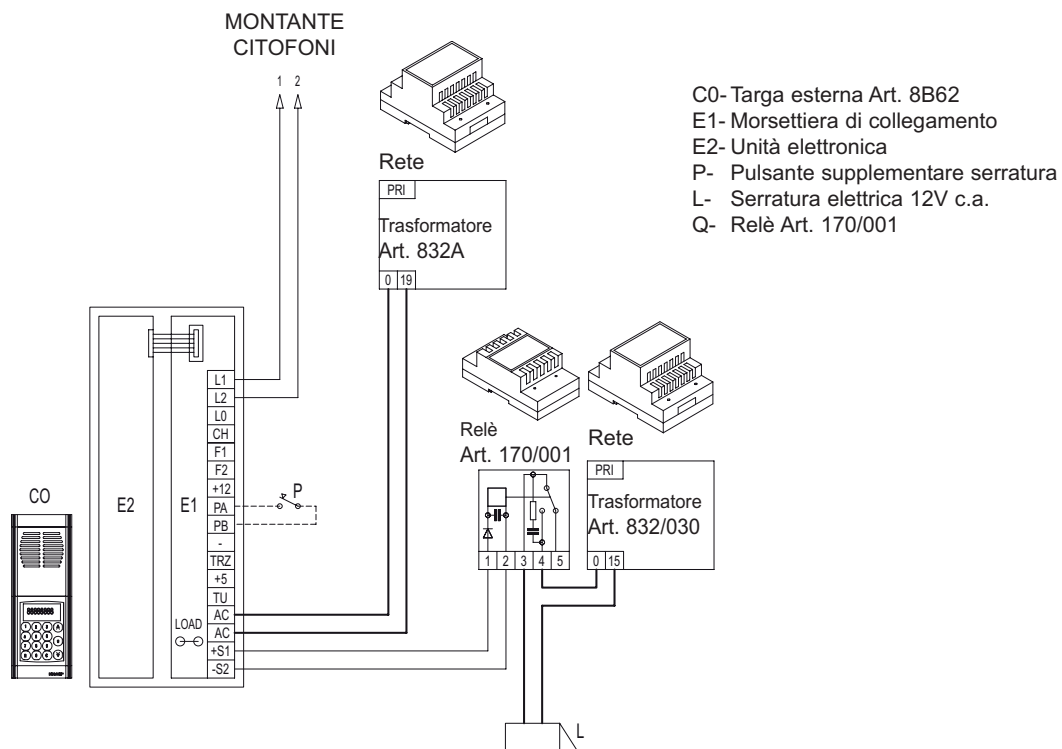 MONTANTE
CITOFONI
1 2
C0- Targa esterna Art. 8B62
E1- Morsettiera di collegamento
E2- Unità elettronica
P- Pulsante supplementare serratura
L- Serratura elettrica 12V c.a.
Q- Relè Art. 170/001
Rete
PRI
Trasformatore
Art. 832A
0 19
Relè
Art. 170/001
1 2 3 4 5
Rete
PRI
Trasformatore
Art. 832/030
0 15
CO
E2
E1
L1
L2
L0
CH
F1
F2
+12
PA
PB
-
TRZ
+5
TU
AC
AC
+S1
-S2
LOAD
P
L